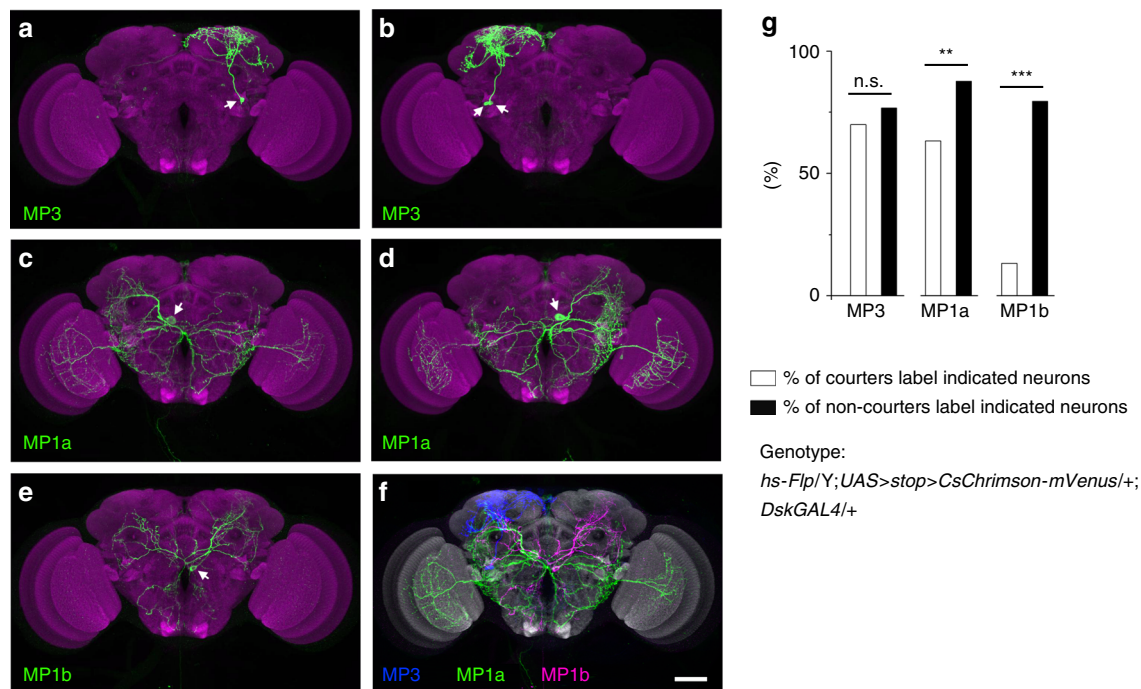 a
MP3
b
MP3
c
MP1a
d
MP1a
e
MP1b
f
MP3 MP1a MP1b
g
100
50
0
(%)
n.s.
**
***
MP3 MP1a MP1b
% of courters label indicated neurons
% of non-courters label indicated neurons
Genotype:
hs-Flp/Y;UAS>stop>CsChrimson-mVenus/+;
DskGAL4/+